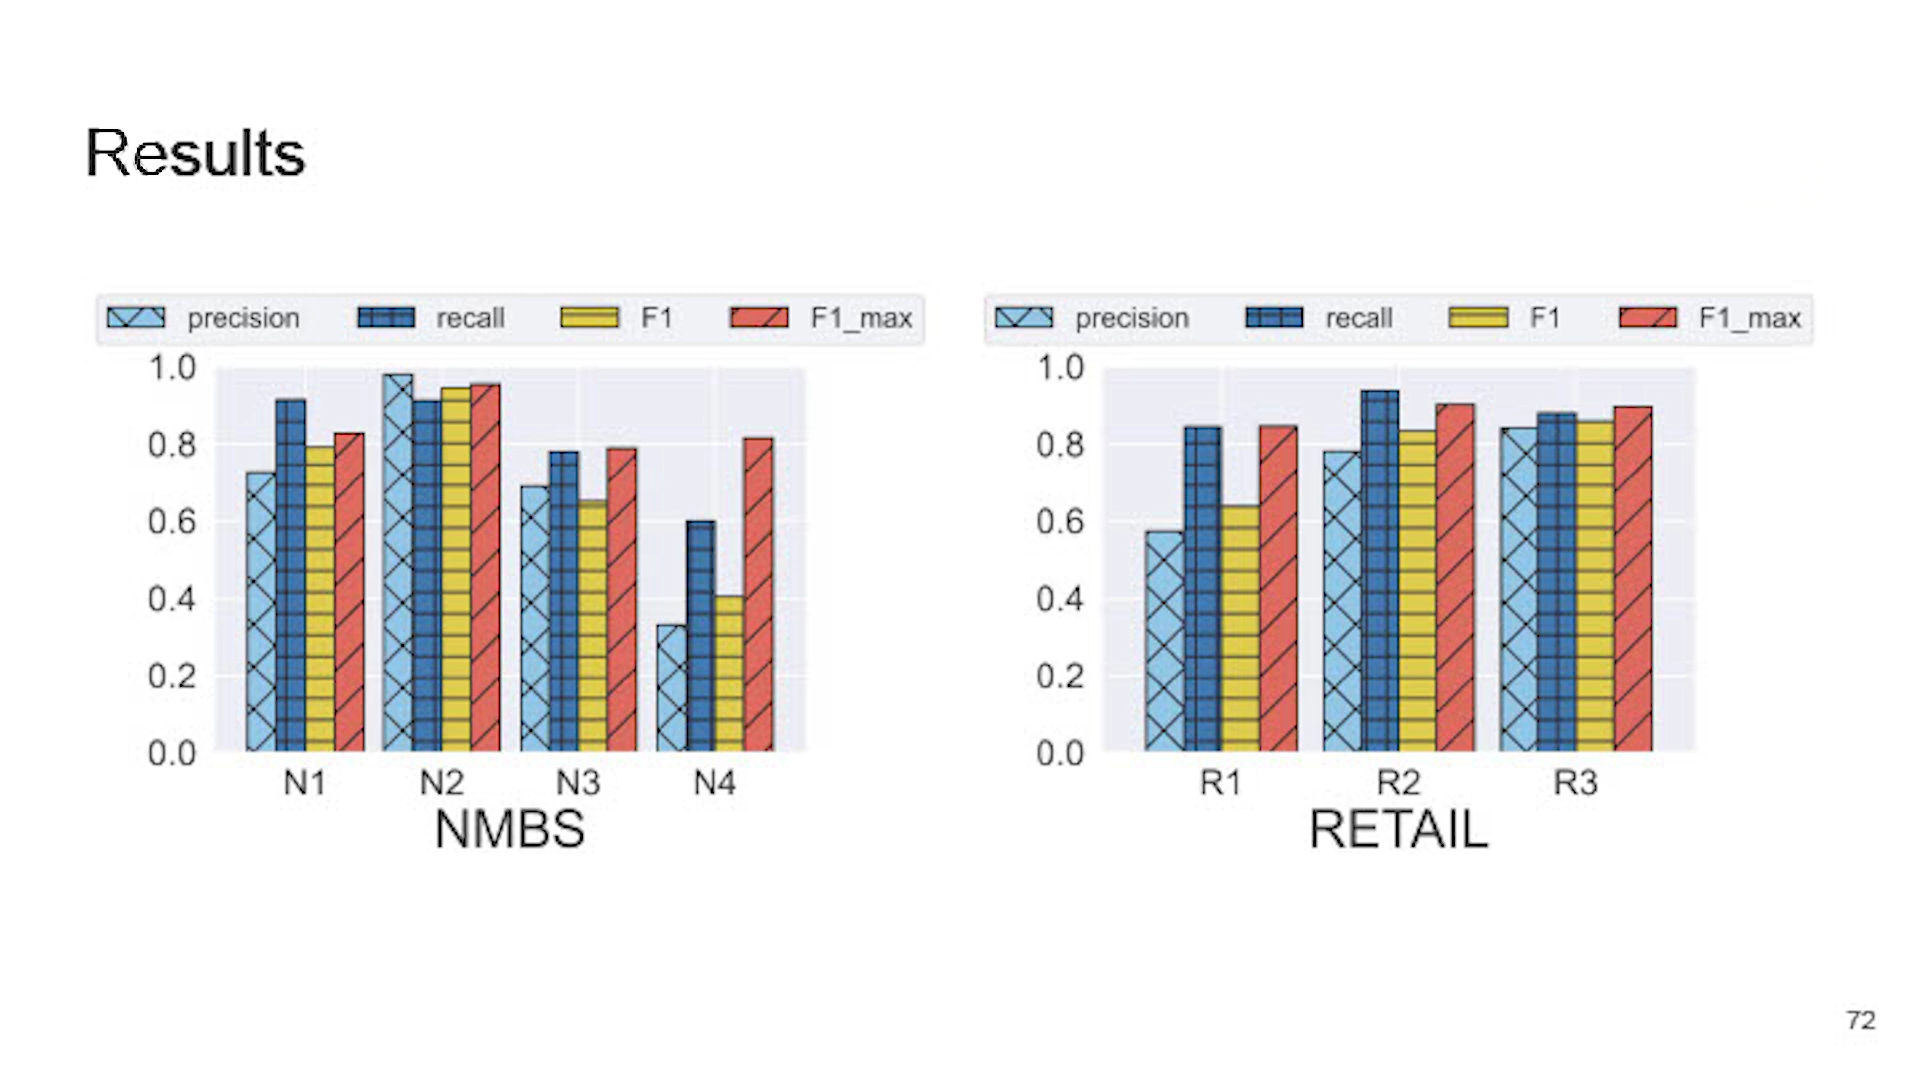 Results
precision recall F1 F1_max
1.0
0.8
0.6
0.4
0.2
0.0
N1 N2 N3 N4
NMBS
precision recall F1 F1_max
1.0
0.8
0.6
0.4
0.2
0.0
R1 R2 R3
RETAIL
72